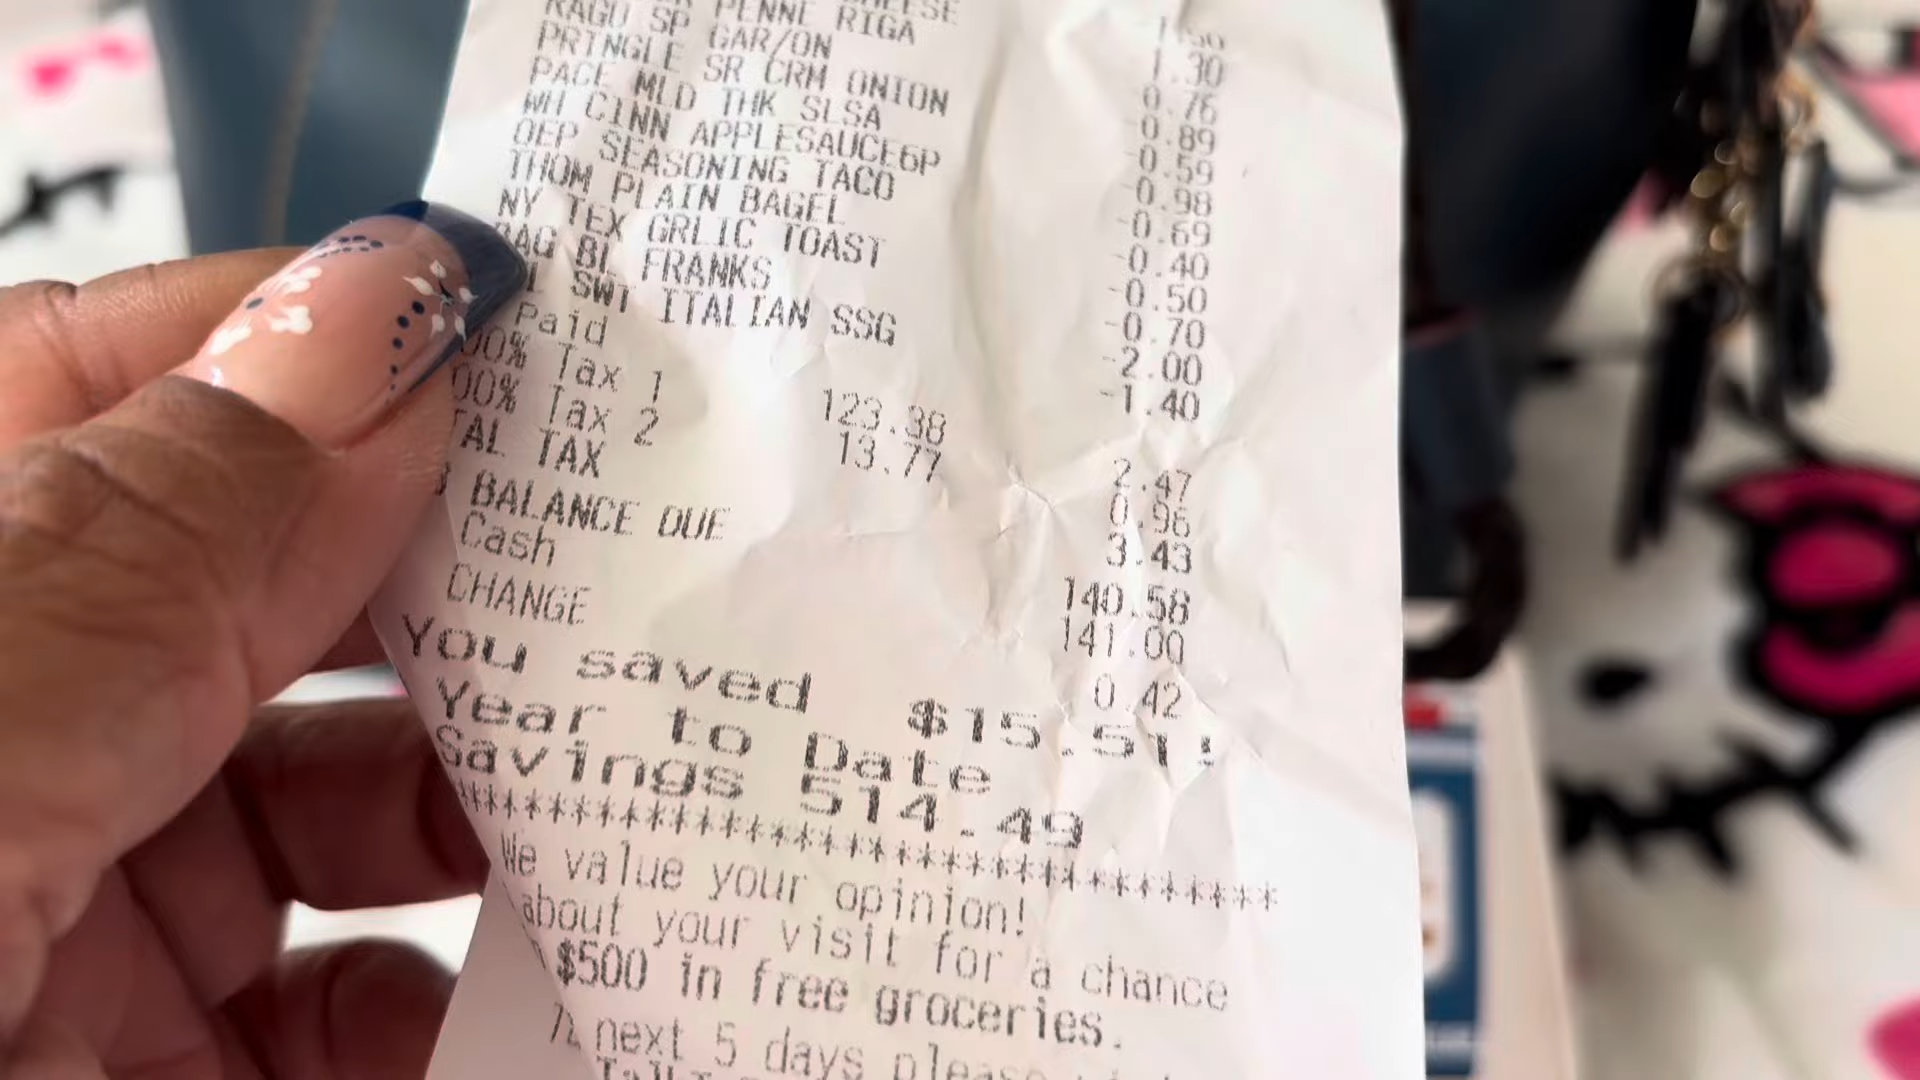 PENNE RIGA
RAGU SP GAR/ON 1.30
PRINGLE SR CRM ONION 0.76
PACE MLD THK SLSA -0.89
WH CINN APPLESAUCE6P -0.59
OEP SEASONING TACO -0.98
THOM PLAIN BAGEL -0.69
NY TEX GRLIC TOAST -0.40
BAG BL FRANKS -0.50
SWT ITALIAN SSG -0.70
Paid -2.00
-1.40
00% Tax 1 123.38 2.47
00% Tax 2 13.77 0.96
TAL TAX 3.43
BALANCE DUE 140.58
Cash 141.00
CHANGE 0.42
You saved $15.51!
Year to Date
Savings 514.49
************************************
We value your opinion!
about your visit for a chance
$500 in free groceries.
next 5 days please